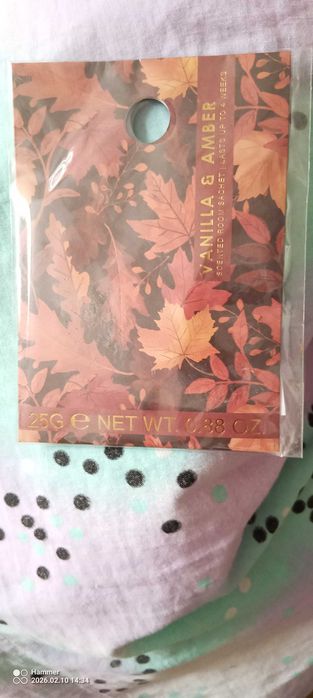 VANILLA & AMBER
SCENTED ROOM SACHET | LASTS UP TO 4 WEEKS
25G ℮ NET WT. 0.88 OZ.
Hammer
2026.02.10 14:34